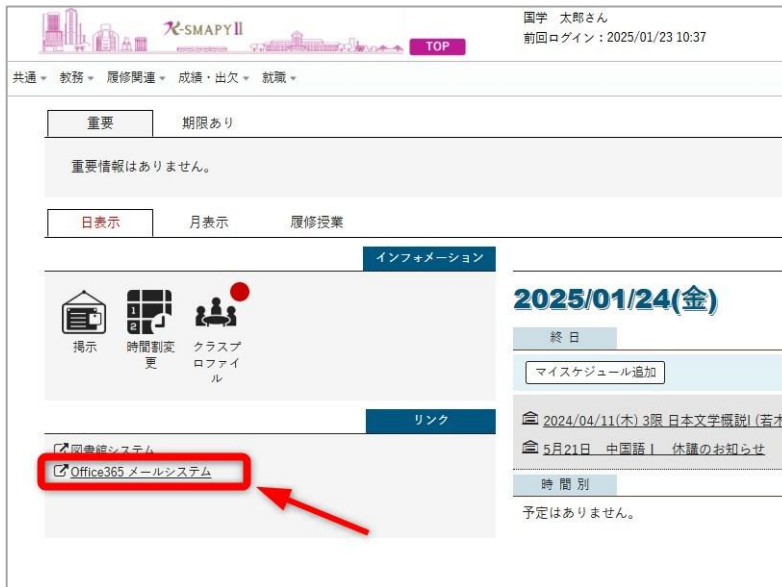 K-SMAPY II
TOP
国学 太郎さん
前回ログイン：2025/01/23 10:37
共通 教務 履修関連 成績・出欠 就職
重要 期限あり
重要情報はありません。
日表示 月表示 履修授業
インフォメーション
掲示
時間割変
更
クラスプ
ロファイ
ル
リンク
図書館システム
Office365 メールシステム
2025/01/24(金)
終日
マイスケジュール追加
2024/04/11(木) 3限 日本文学概説I (若木
5月21日 中国語Ⅰ 休講のお知らせ
時間別
予定はありません。